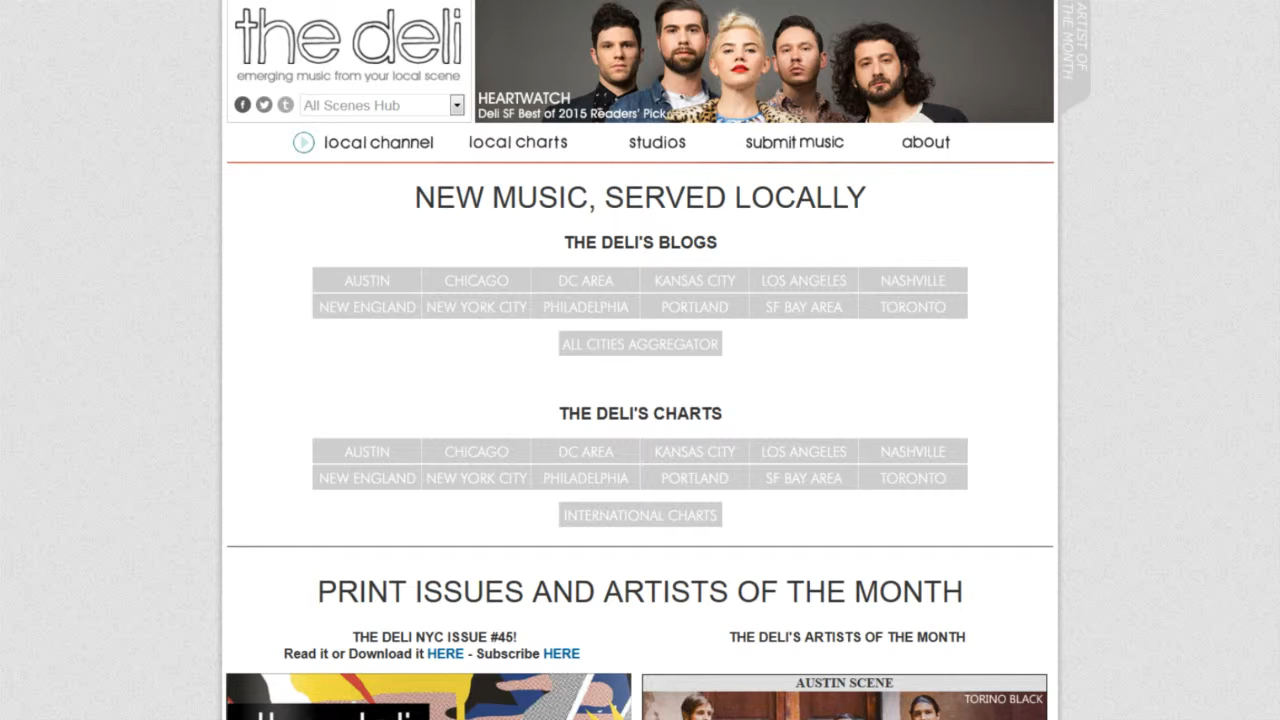 the deli
emerging music from your local scene
All Scenes Hub
HEARTWATCH
Deli SF Best of 2015 Readers' Pick
ARTIST OF
THE MONTH
local channel
local charts
studios
submit music
about
NEW MUSIC, SERVED LOCALLY
THE DELI'S BLOGS
AUSTIN CHICAGO DC AREA KANSAS CITY LOS ANGELES NASHVILLE
NEW ENGLAND NEW YORK CITY PHILADELPHIA PORTLAND SF BAY AREA TORONTO
ALL CITIES AGGREGATOR
THE DELI'S CHARTS
AUSTIN CHICAGO DC AREA KANSAS CITY LOS ANGELES NASHVILLE
NEW ENGLAND NEW YORK CITY PHILADELPHIA PORTLAND SF BAY AREA TORONTO
INTERNATIONAL CHARTS
PRINT ISSUES AND ARTISTS OF THE MONTH
THE DELI NYC ISSUE #45!
Read it or Download it HERE - Subscribe HERE
THE DELI'S ARTISTS OF THE MONTH
AUSTIN SCENE
TORINO BLACK